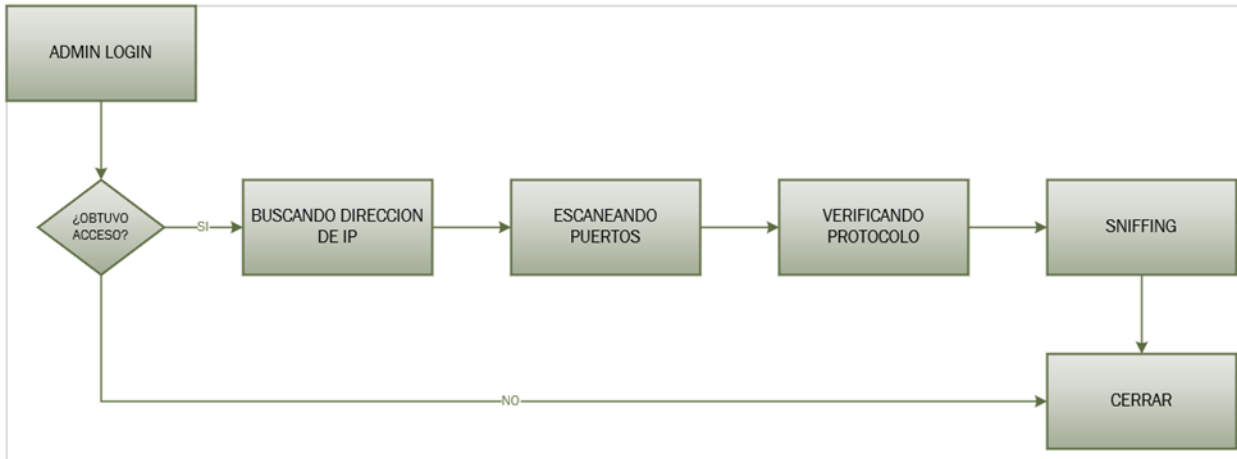 ADMIN LOGIN
¿OBTUVO
ACCESO?
SI
BUSCANDO DIRECCION
DE IP
ESCANEANDO
PUERTOS
VERIFICANDO
PROTOCOLO
SNIFFING
NO
CERRAR